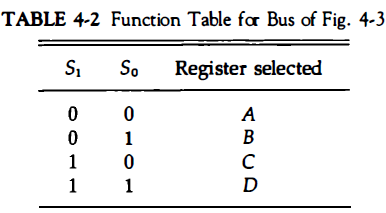 TABLE 4-2 Function Table for Bus of Fig. 4-3
S₁ S₀ Register selected
0 0 A
0 1 B
1 0 C
1 1 D